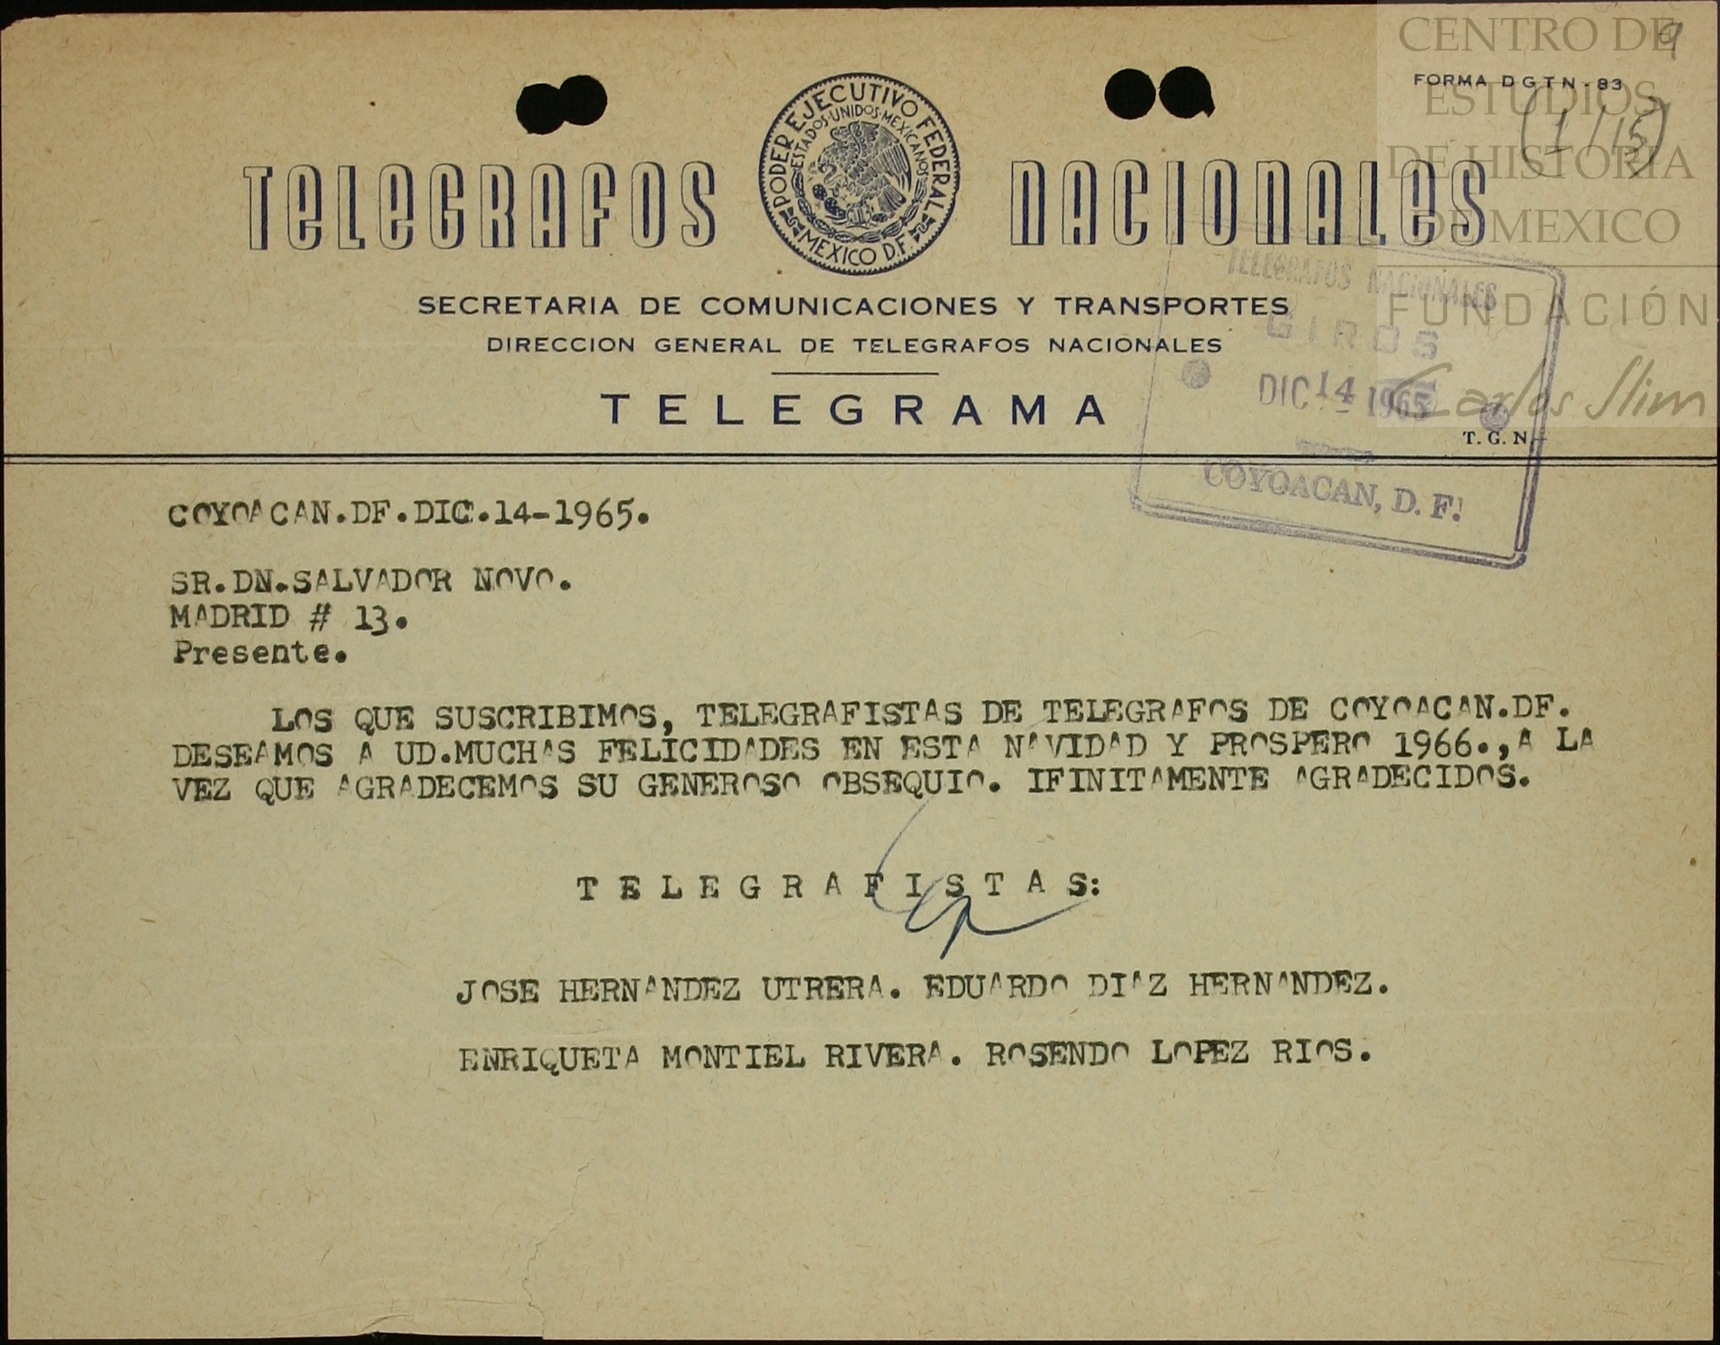 CENTRO DE
ESTUDIOS
DE HISTORIA
DE MEXICO
FUNDACIÓN
Carlos Slim
9
FORMA DGTN-83
(1/15)
TELEGRAFOS NACIONALES
PODER EJECUTIVO FEDERAL
ESTADOS UNIDOS MEXICANOS
MEXICO D.F.
SECRETARIA DE COMUNICACIONES Y TRANSPORTES
DIRECCION GENERAL DE TELEGRAFOS NACIONALES
TELEGRAMA
T. G. N.
TELEGRAFOS NACIONALES
GIROS
DIC 14 1965
COYOACAN, D. F.
COYOACAN.DF.DIC.14-1965.
SR.DN.SALVADOR NOVO.
MADRID # 13.
Presente.
LOS QUE SUSCRIBIMOS, TELEGRAFISTAS DE TELEGRAFOS DE COYOACAN.DF.
DESEAMOS A UD.MUCHAS FELICIDADES EN ESTA NAVIDAD Y PROSPERO 1966.,A LA
VEZ QUE AGRADECEMOS SU GENEROSO OBSEQUIO. IFINITAMENTE AGRADECIDOS.
T E L E G R A F I S T A S:
JOSE HERNANDEZ UTRERA. EDUARDO DIAZ HERNANDEZ.
ENRIQUETA MONTIEL RIVERA. ROSENDO LOPEZ RIOS.